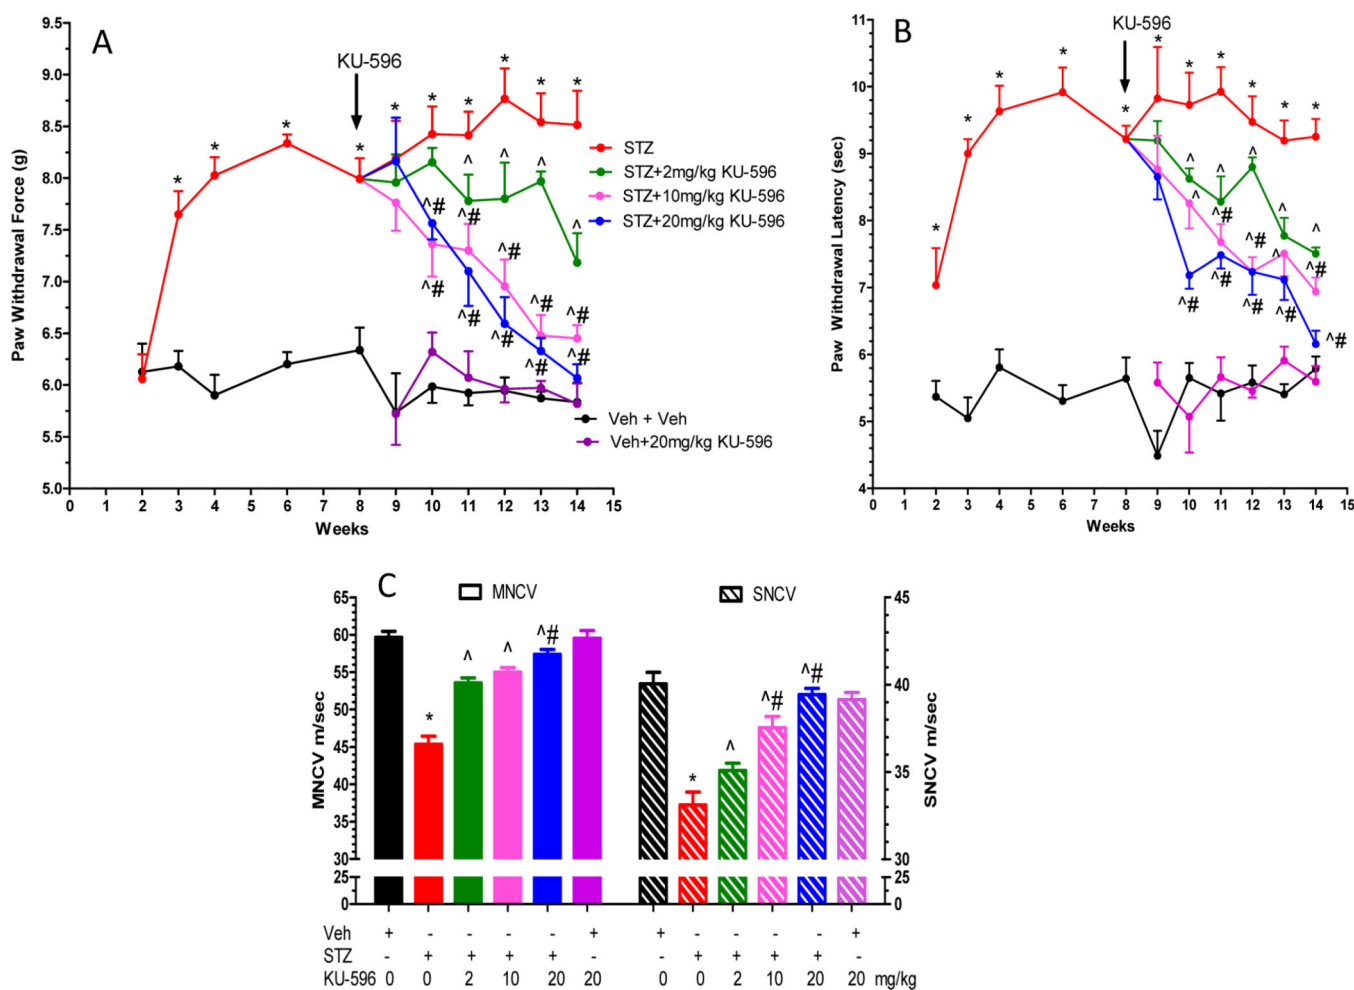 A
KU-596
Paw Withdrawal Force (g)
9.5
9.0
8.5
8.0
7.5
7.0
6.5
6.0
5.5
5.0
* * * * * * * * * * *
^ ^ ^ ^
^# ^# ^# ^# ^#
^# ^# ^# ^# ^#
STZ
STZ+2mg/kg KU-596
STZ+10mg/kg KU-596
STZ+20mg/kg KU-596
Veh + Veh
Veh+20mg/kg KU-596
0 1 2 3 4 6 7 8 9 10 11 12 13 14 15
Weeks
B
KU-596
Paw Withdrawal Latency (sec)
11
10
9
8
7
6
5
4
* * * * * * * * * * *
^ ^ ^ ^ ^
^ ^# ^# ^ ^#
^# ^# ^# ^# ^#
0 1 2 3 4 6 7 8 9 10 11 12 13 14 15
Weeks
C
MNCV
SNCV
MNCV m/sec
65
60
55
50
45
40
35
30
25
0
* ^ ^ ^#
* ^ ^# ^#
SNCV m/sec
45
40
35
30
25
0
Veh + - - - - + + - - - - +
STZ - + + + + - - + + + + -
KU-596 0 0 2 10 20 20 0 0 2 10 20 20 mg/kg